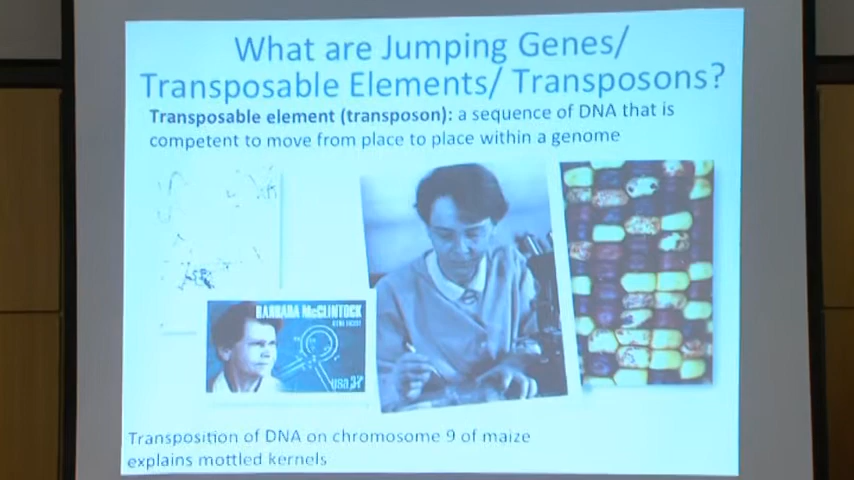 What are Jumping Genes/
Transposable Elements/ Transposons?
Transposable element (transposon): a sequence of DNA that is
competent to move from place to place within a genome
BARBARA McCLINTOCK
USA 37
Transposition of DNA on chromosome 9 of maize
explains mottled kernels